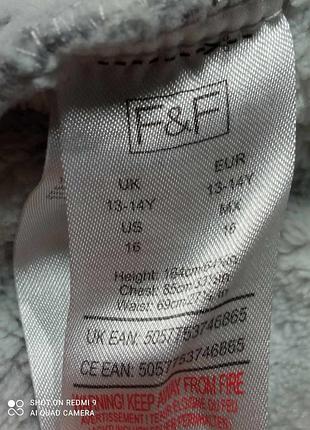 F&F
UK EUR
13-14Y 13-14Y
US MX
16 16
Height: 164cm
Chest: 85cm
Waist: 69cm
UK EAN: 5057753746865
CE EAN: 5057753746865
WARNING! KEEP AWAY FROM FIRE
SHOT ON REDMI 9
AI QUAD CAMERA